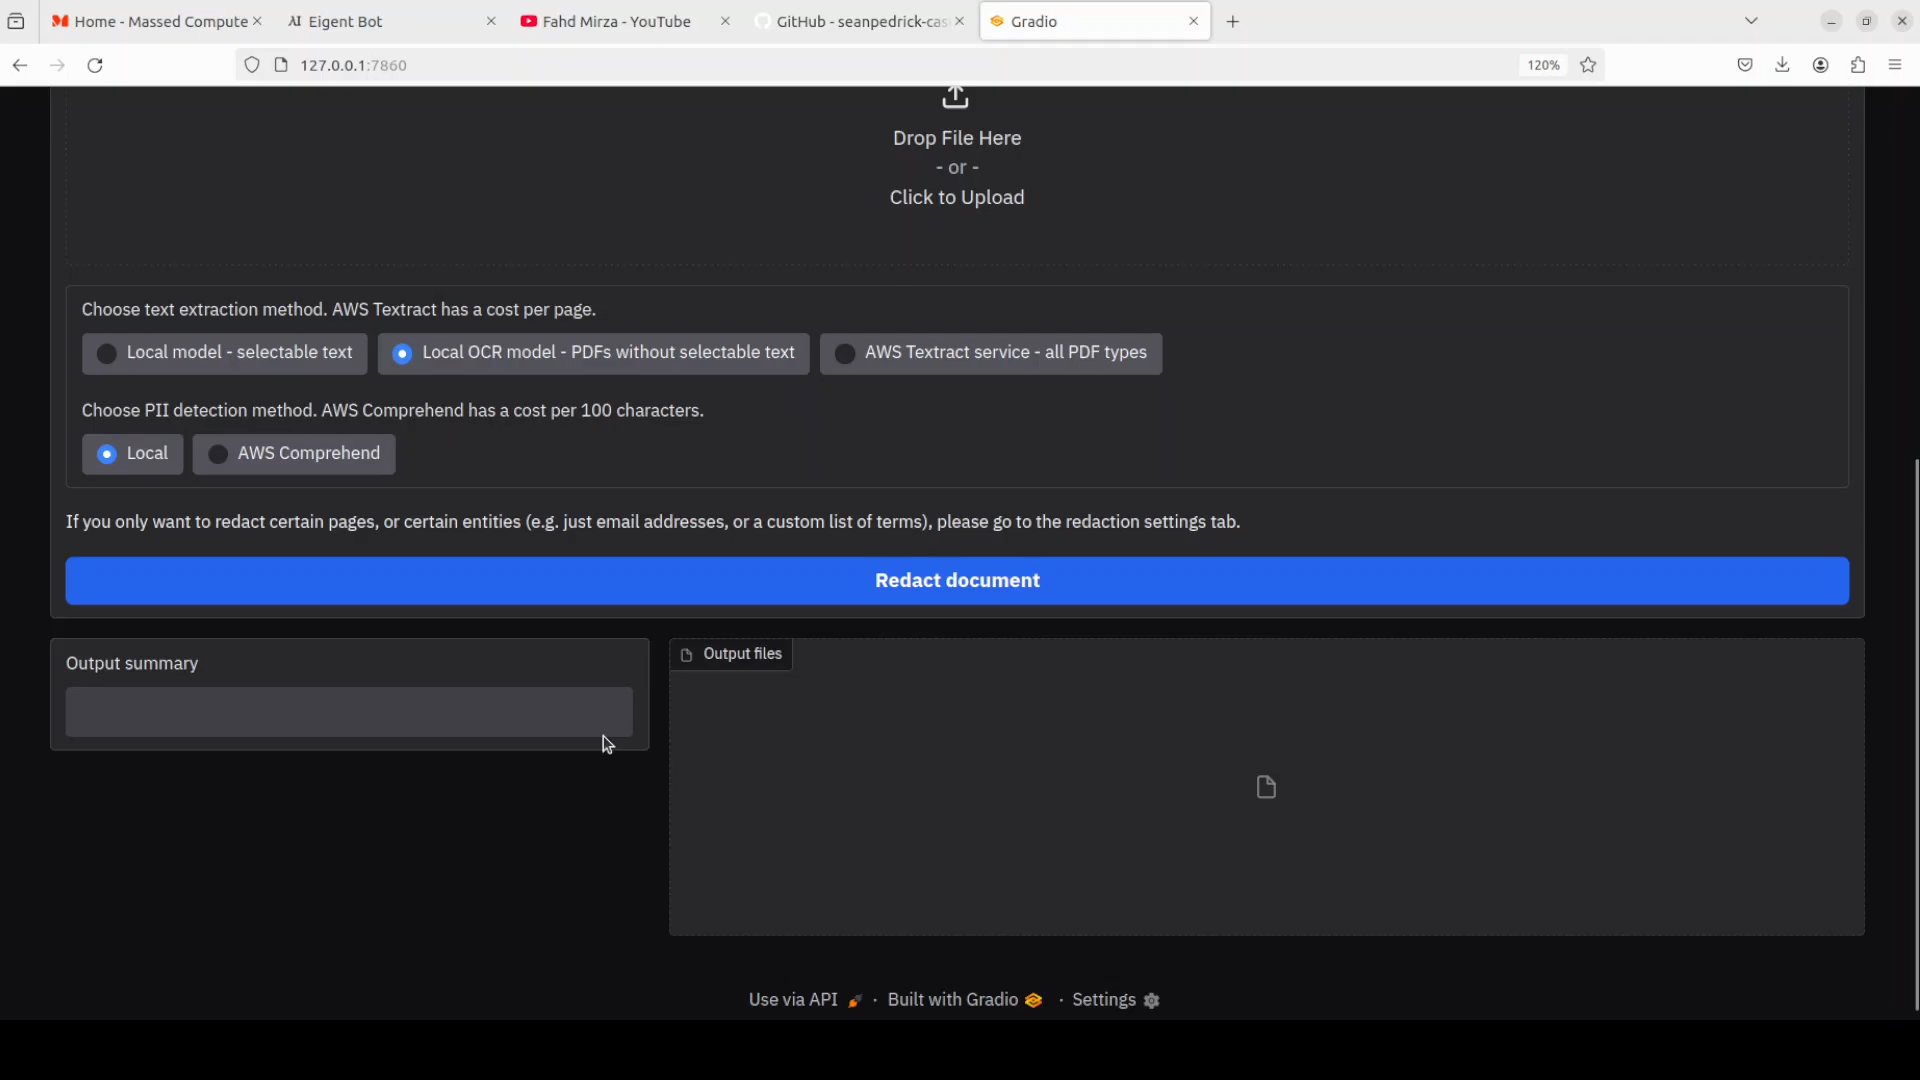 Home - Massed Compute
AI Eigent Bot
Fahd Mirza - YouTube
GitHub - seanpedrick-cas
Gradio
127.0.0.1:7860
120%
Drop File Here
- or -
Click to Upload
Choose text extraction method. AWS Textract has a cost per page.
Local model - selectable text
Local OCR model - PDFs without selectable text
AWS Textract service - all PDF types
Choose PII detection method. AWS Comprehend has a cost per 100 characters.
Local
AWS Comprehend
If you only want to redact certain pages, or certain entities (e.g. just email addresses, or a custom list of terms), please go to the redaction settings tab.
Redact document
Output summary
Output files
Use via API · Built with Gradio · Settings